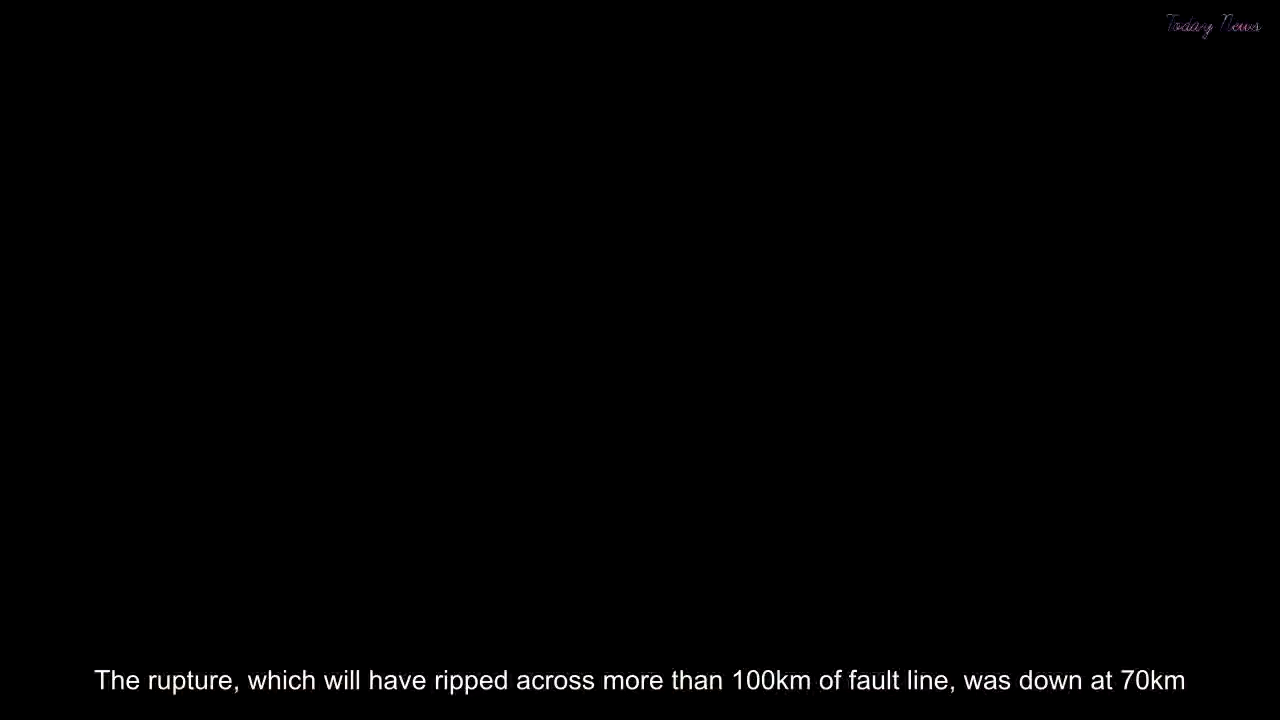 Today News
The rupture, which will have ripped across more than 100km of fault line, was down at 70km